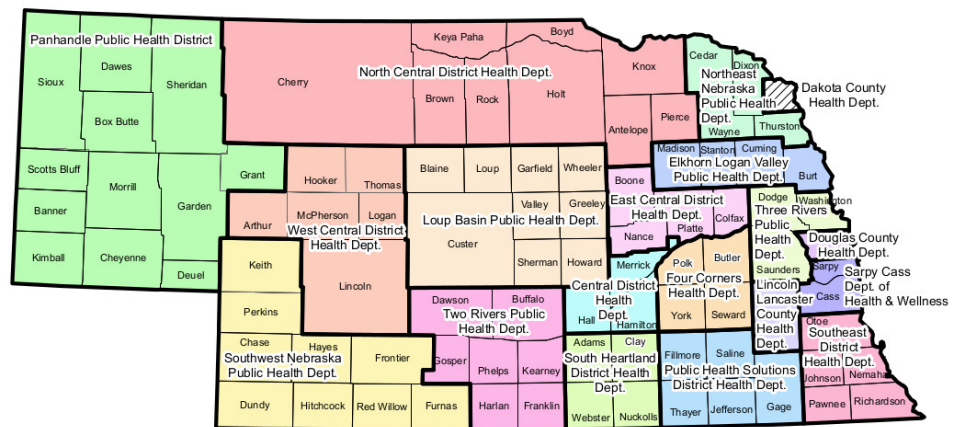 Panhandle Public Health District
Sioux
Dawes
Sheridan
Box Butte
Scotts Bluff
Morrill
Grant
Garden
Banner
Kimball
Cheyenne
Deuel
Keya Paha
Boyd
North Central District Health Dept.
Cherry
Brown
Rock
Holt
Knox
Antelope
Pierce
Cedar
Dixon
Northeast
Nebraska
Public Health
Dept.
Wayne
Thurston
Dakota County
Health Dept.
Madison
Stanton
Cuming
Elkhorn Logan Valley
Public Health Dept.
Burt
Hooker
Thomas
Arthur
McPherson
Logan
West Central District
Health Dept.
Lincoln
Blaine
Loup
Garfield
Wheeler
Valley
Greeley
Loup Basin Public Health Dept.
Custer
Sherman
Howard
Boone
East Central District
Health Dept.
Platte
Colfax
Nance
Dodge
Washington
Three Rivers
Public
Health
Dept.
Saunders
Douglas County
Health Dept.
Sarpy
Cass
Sarpy Cass
Dept. of
Health & Wellness
Merrick
Central District
Health
Dept.
Hall
Hamilton
Polk
Butler
Four Corners
Health Dept.
York
Seward
Lincoln
Lancaster
County
Health
Dept.
Otoe
Southeast
District
Health Dept.
Johnson
Nemaha
Pawnee
Richardson
Keith
Perkins
Chase
Hayes
Frontier
Southwest Nebraska
Public Health Dept.
Dundy
Hitchcock
Red Willow
Furnas
Dawson
Buffalo
Two Rivers Public
Health Dept.
Gosper
Phelps
Kearney
Harlan
Franklin
Adams
Clay
South Heartland
District Health
Dept.
Webster
Nuckolls
Fillmore
Saline
Public Health Solutions
District Health Dept.
Thayer
Jefferson
Gage